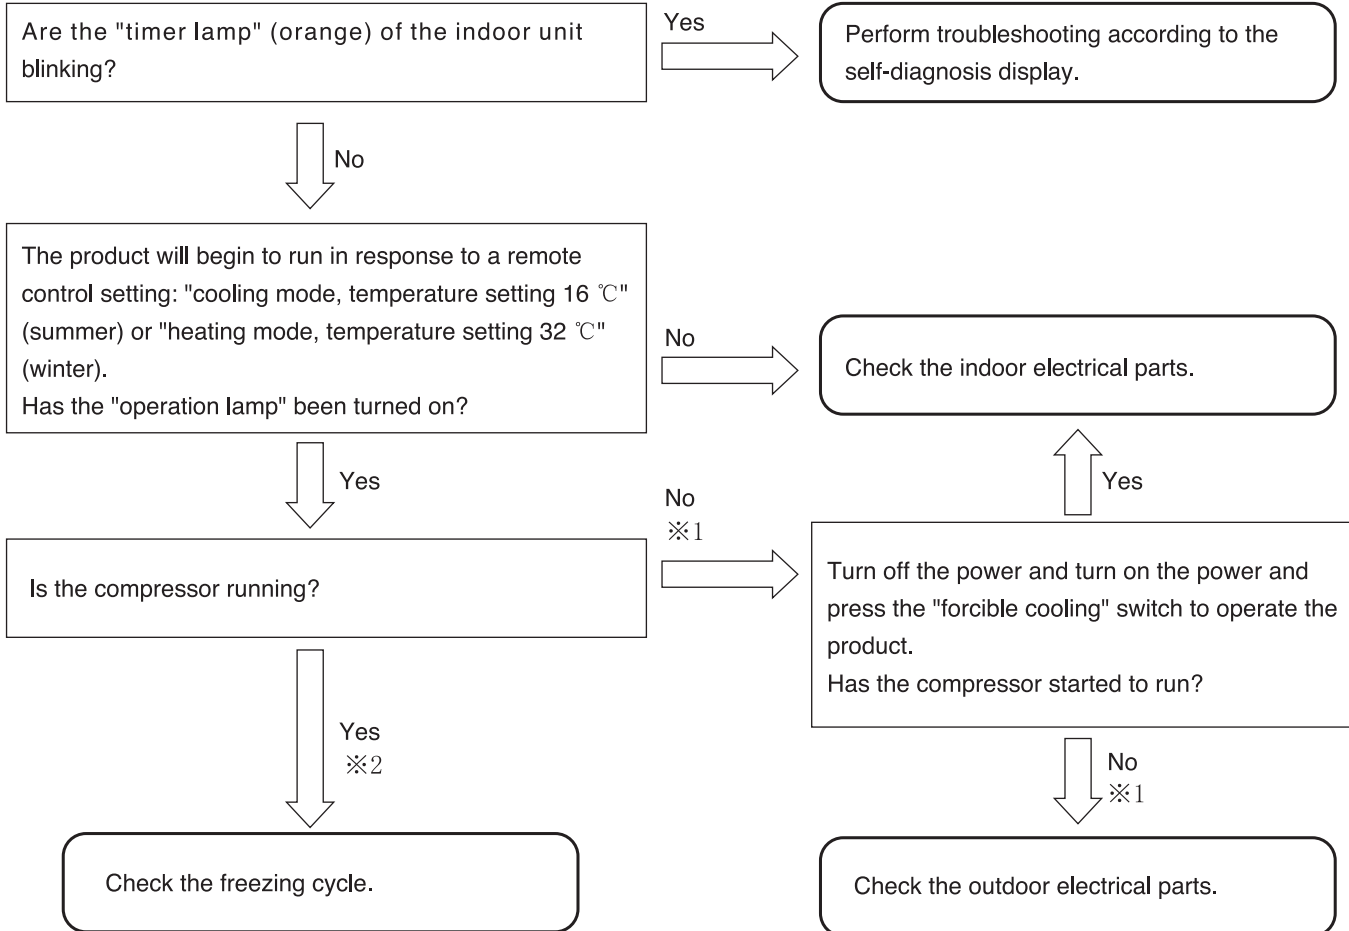 Are the "timer lamp" (orange) of the indoor unit
blinking?
Yes
Perform troubleshooting according to the
self-diagnosis display.
No
The product will begin to run in response to a remote
control setting: "cooling mode, temperature setting 16 ℃"
(summer) or "heating mode, temperature setting 32 ℃"
(winter).
Has the "operation lamp" been turned on?
No
Check the indoor electrical parts.
Yes
Is the compressor running?
No
※1
Yes
Turn off the power and turn on the power and
press the "forcible cooling" switch to operate the
product.
Has the compressor started to run?
Yes
※2
No
※1
Check the freezing cycle.
Check the outdoor electrical parts.